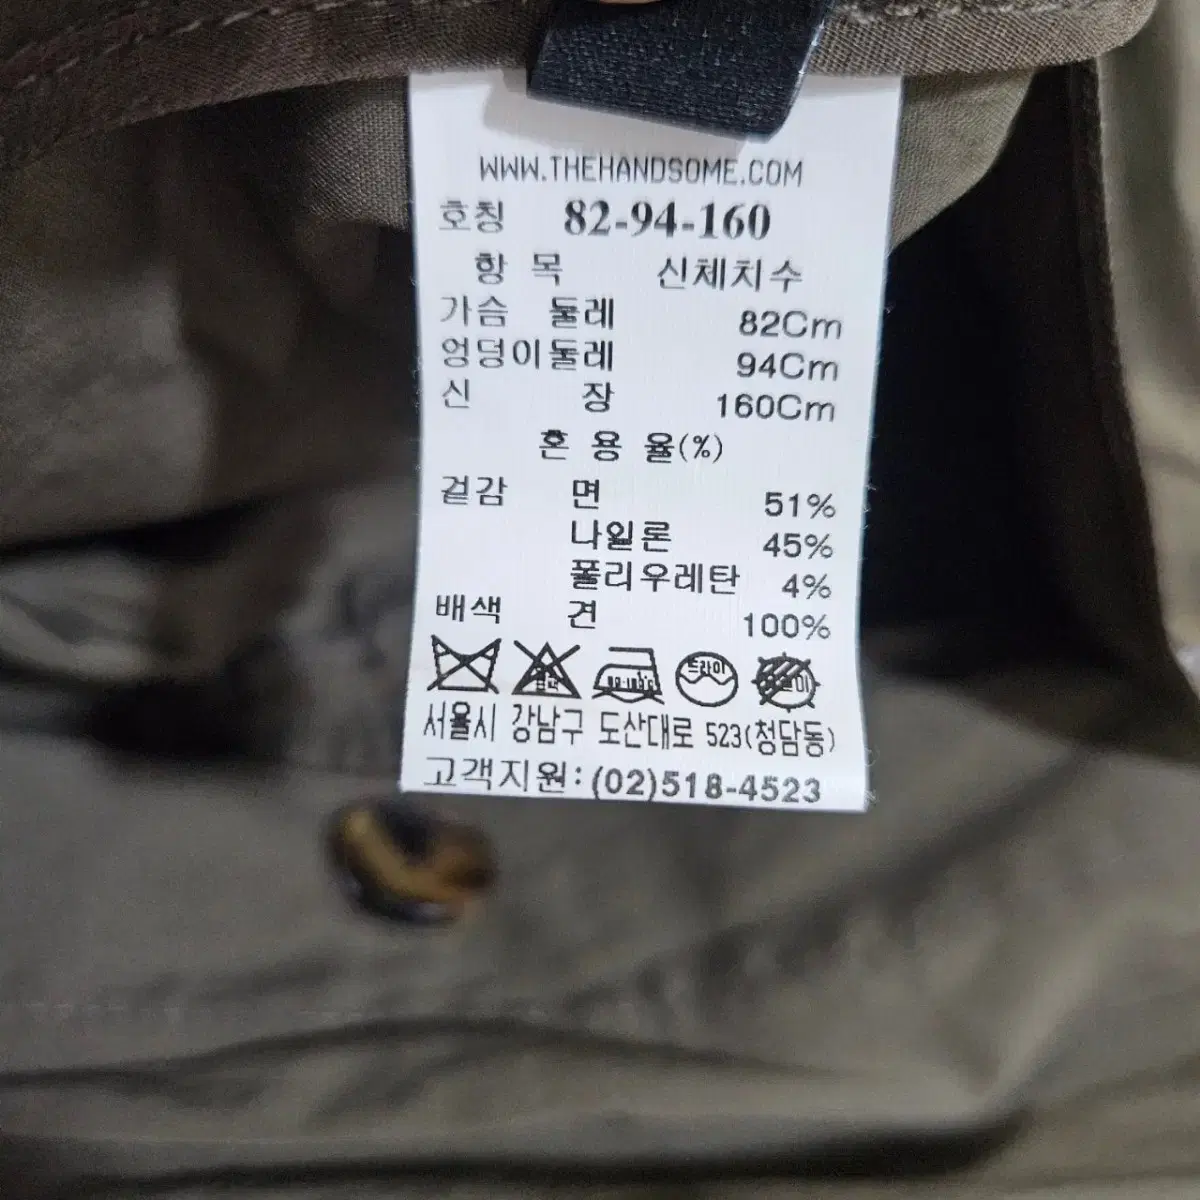 WWW.THEHANDSOME.COM
호칭 82-94-160
항 목 신체치수
가슴 둘레 82Cm
엉덩이둘레 94Cm
신 장 160Cm
혼 용 율(%)
겉감 면 51%
나일론 45%
폴리우레탄 4%
배색 견 100%
드라이
서울시 강남구 도산대로 523(청담동)
고객지원:(02)518-4523